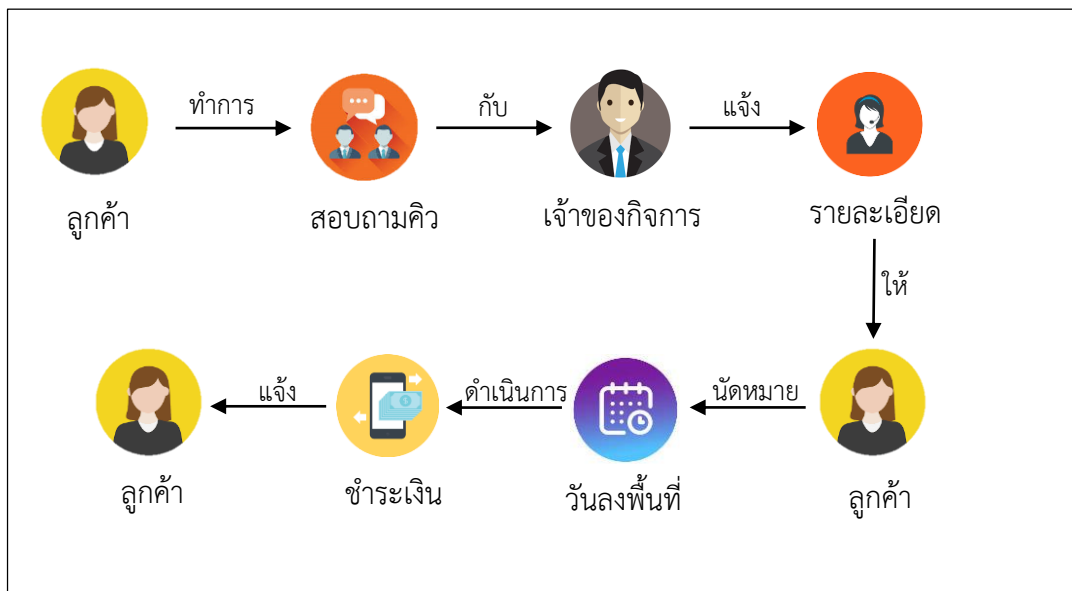 ทำการ
กับ
แจ้ง
ลูกค้า
สอบถามคิว
เจ้าของกิจการ
รายละเอียด
ให้
แจ้ง
ดำเนินการ
นัดหมาย
ลูกค้า
ชำระเงิน
วันลงพื้นที่
ลูกค้า